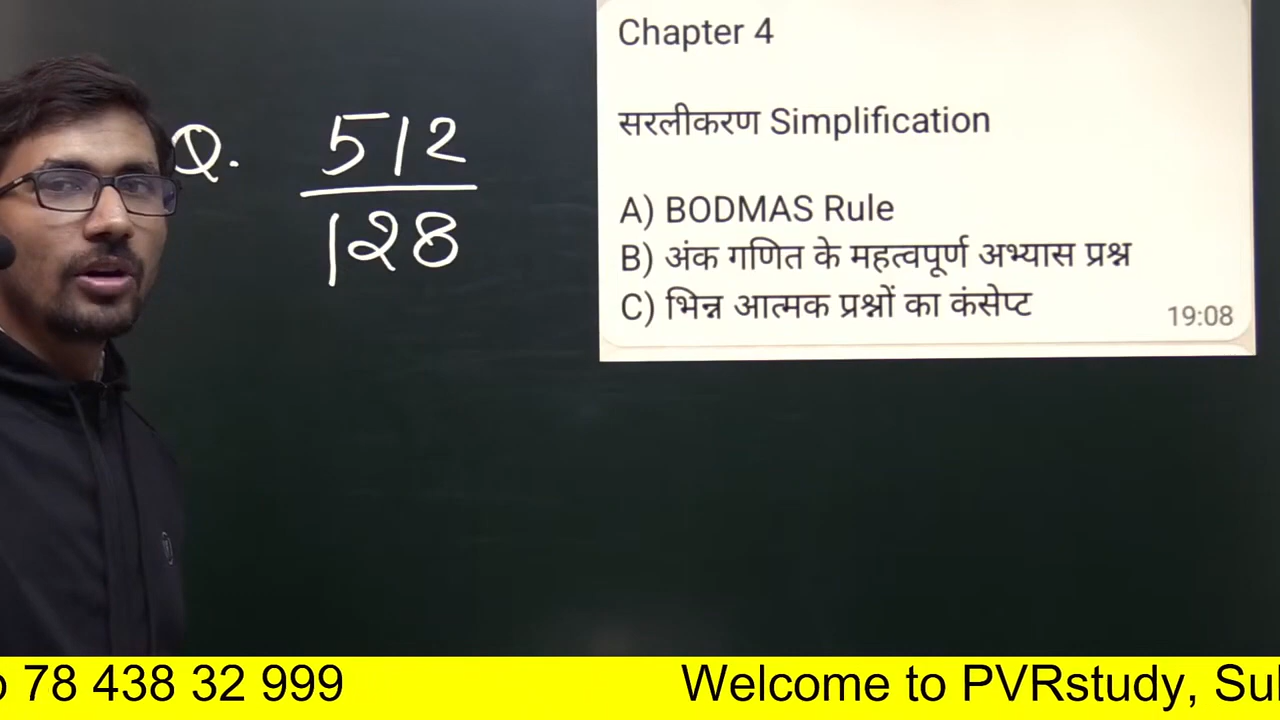 Q. 512
128
Chapter 4
सरलीकरण Simplification
A) BODMAS Rule
B) अंक गणित के महत्वपूर्ण अभ्यास प्रश्न
C) भिन्न आत्मक प्रश्नों का कंसेप्ट
19:08
78 438 32 999 Welcome to PVRstudy,